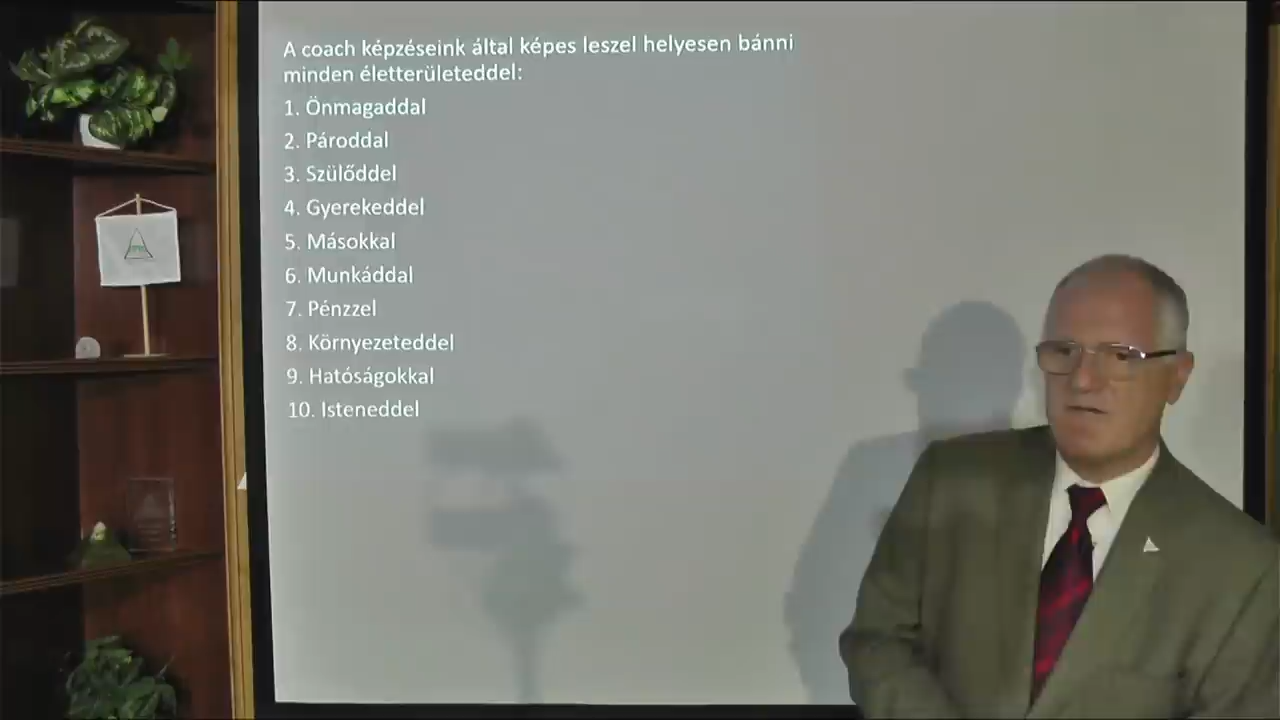 A coach képzéseink által képes leszel helyesen bánni
minden életterületeddel:
1. Önmagaddal
2. Pároddal
3. Szülőddel
4. Gyerekeddel
5. Másokkal
6. Munkáddal
7. Pénzzel
8. Környezeteddel
9. Hatóságokkal
10. Isteneddel